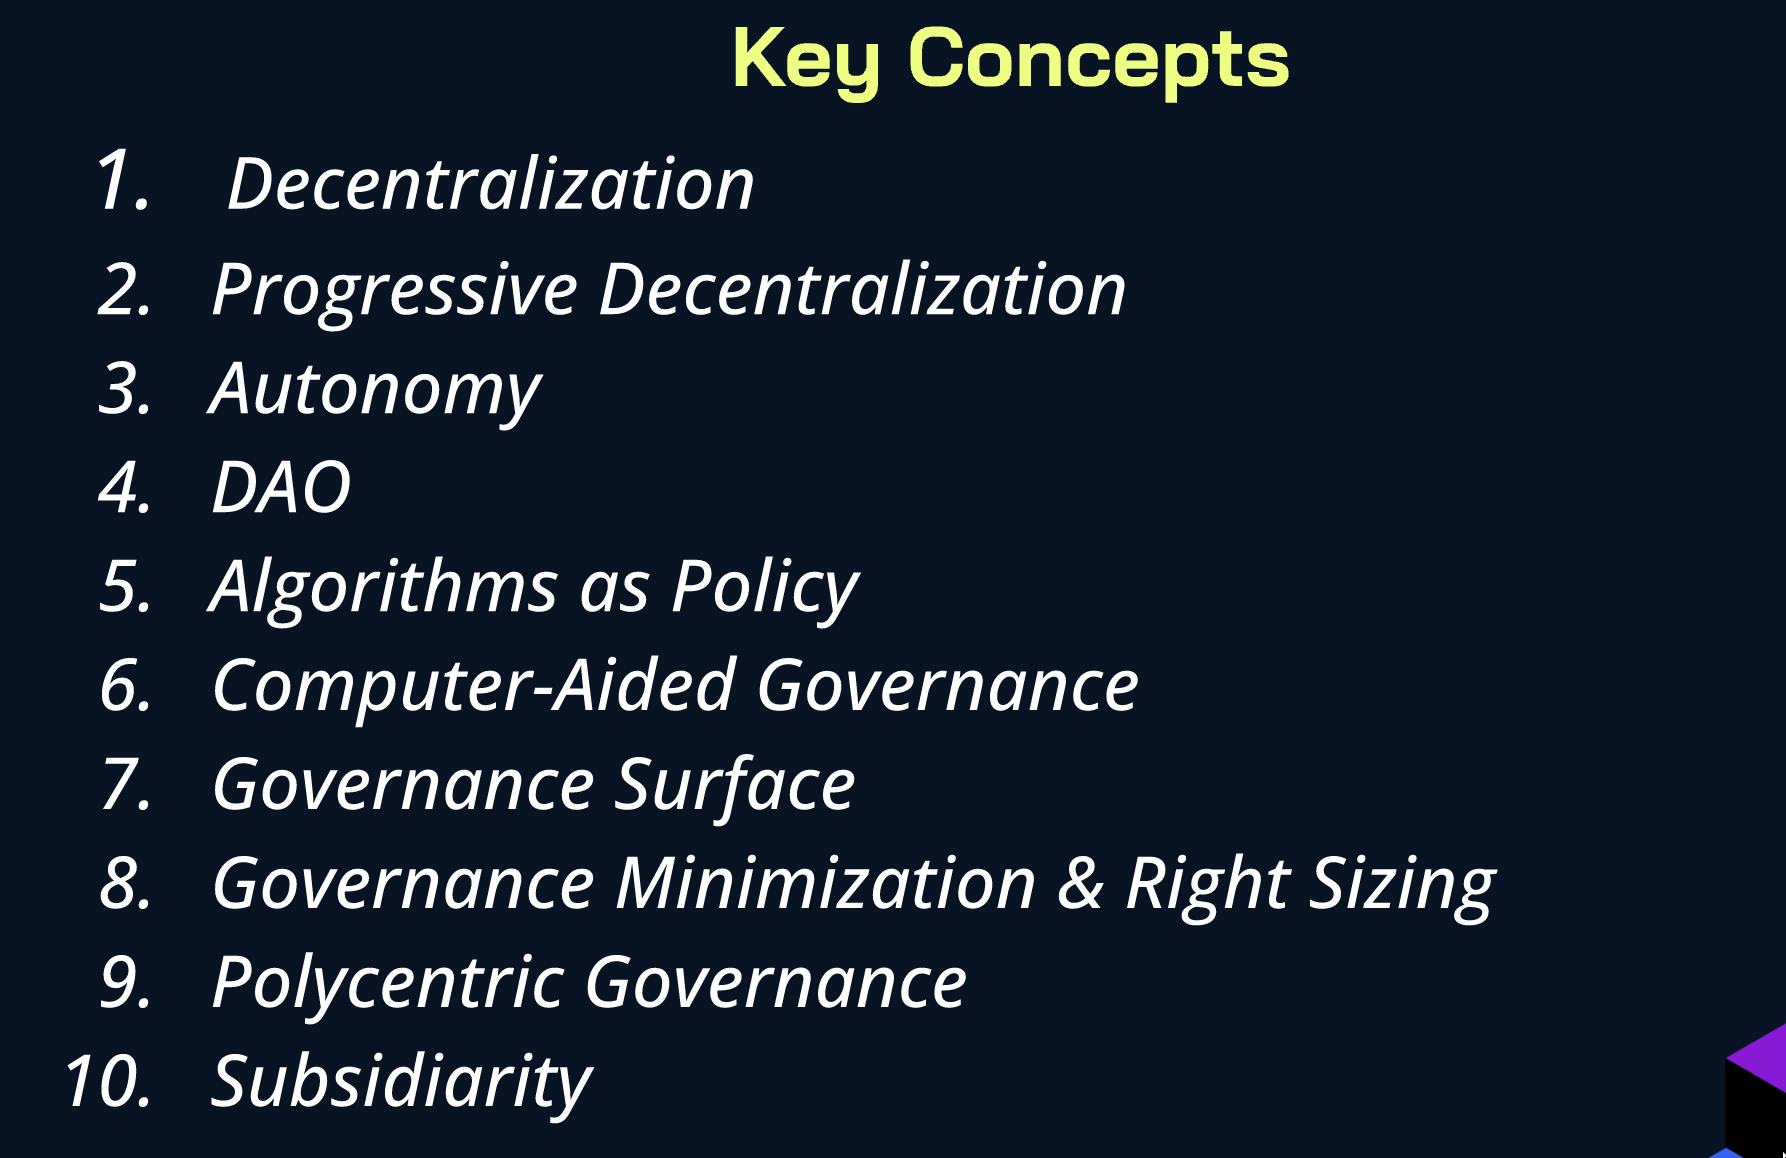 Key Concepts
1. Decentralization
2. Progressive Decentralization
3. Autonomy
4. DAO
5. Algorithms as Policy
6. Computer-Aided Governance
7. Governance Surface
8. Governance Minimization & Right Sizing
9. Polycentric Governance
10. Subsidiarity